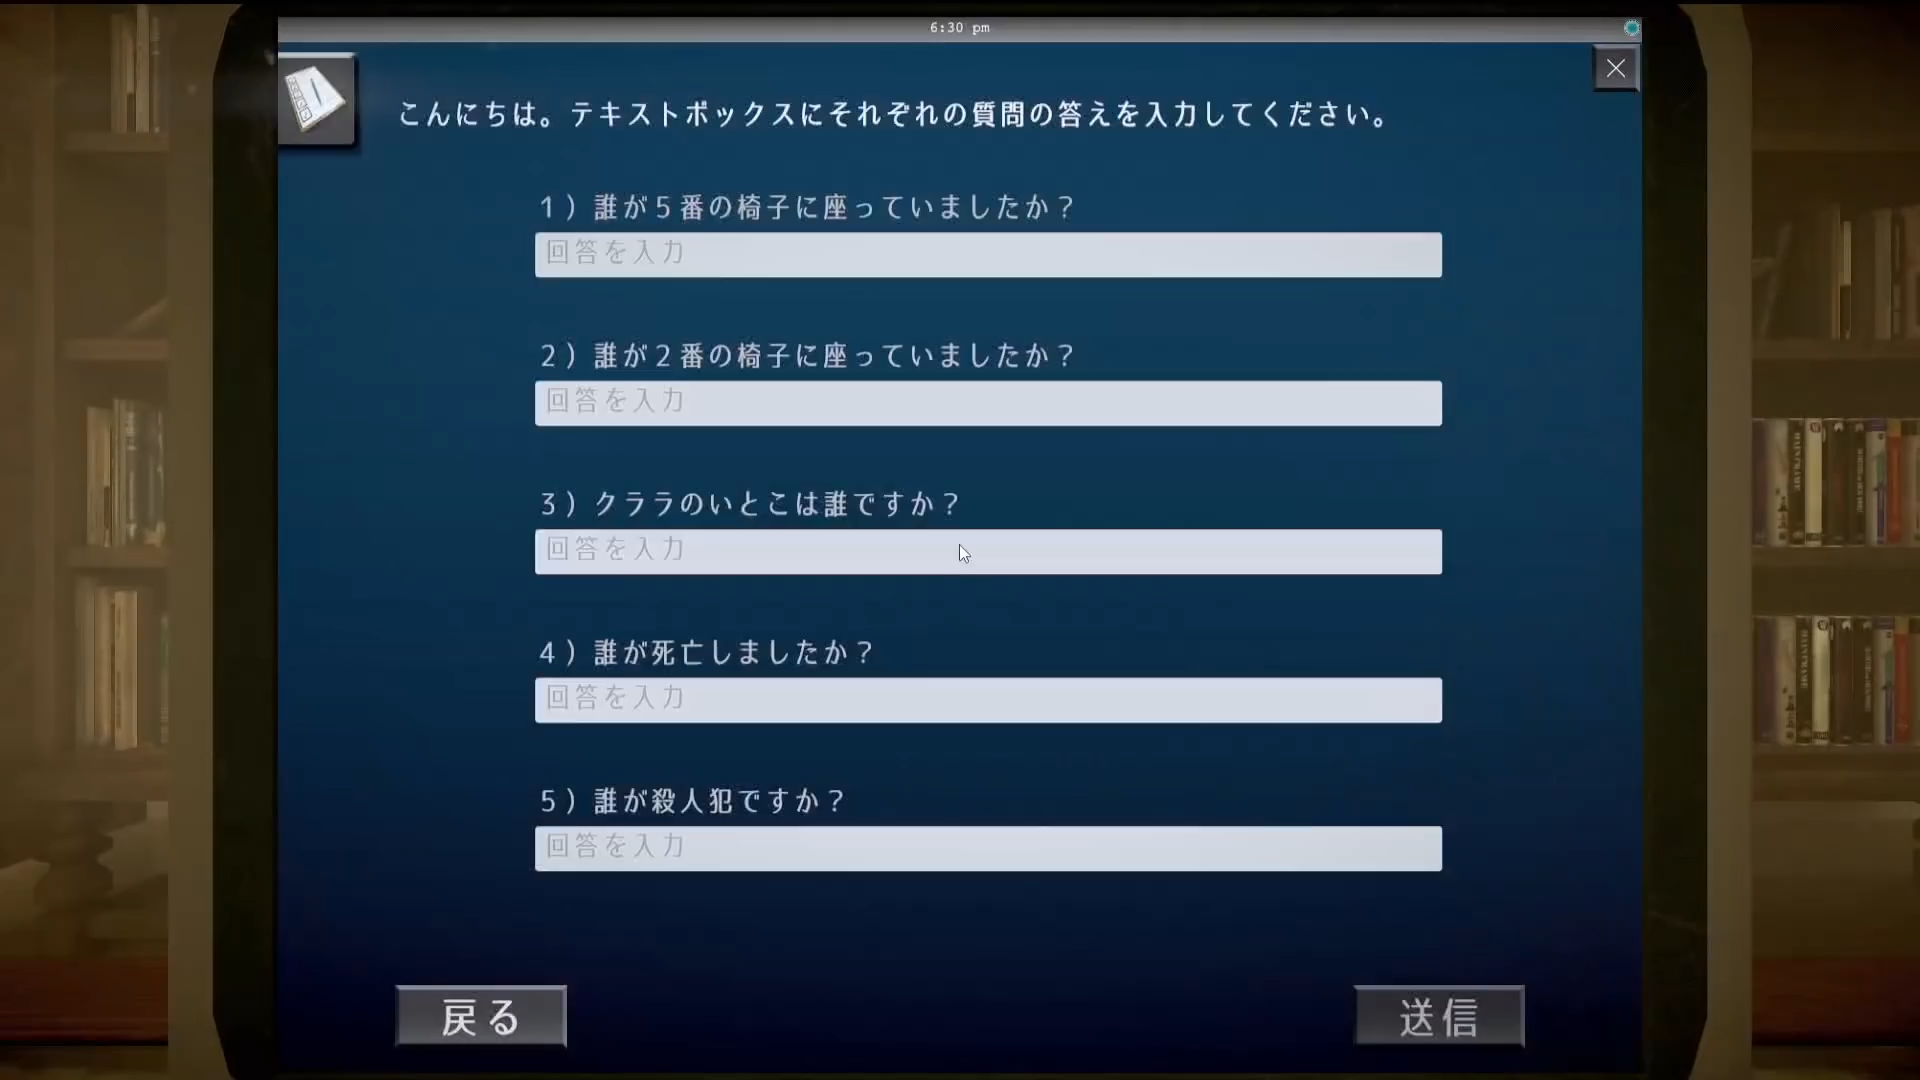 6:30 pm
こんにちは。テキストボックスにそれぞれの質問の答えを入力してください。
1）誰が5番の椅子に座っていましたか？
回答を入力
2）誰が2番の椅子に座っていましたか？
回答を入力
3）クララのいとこは誰ですか？
回答を入力
4）誰が死亡しましたか？
回答を入力
5）誰が殺人犯ですか？
回答を入力
戻る
送信